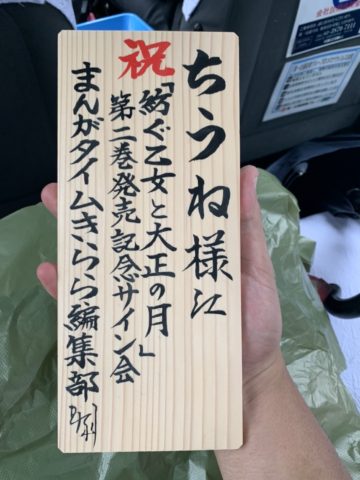 ちうね様江
祝
「紡ぐ乙女と大正の月」
第二巻発売記念サイン会
まんがタイムきらら編集部